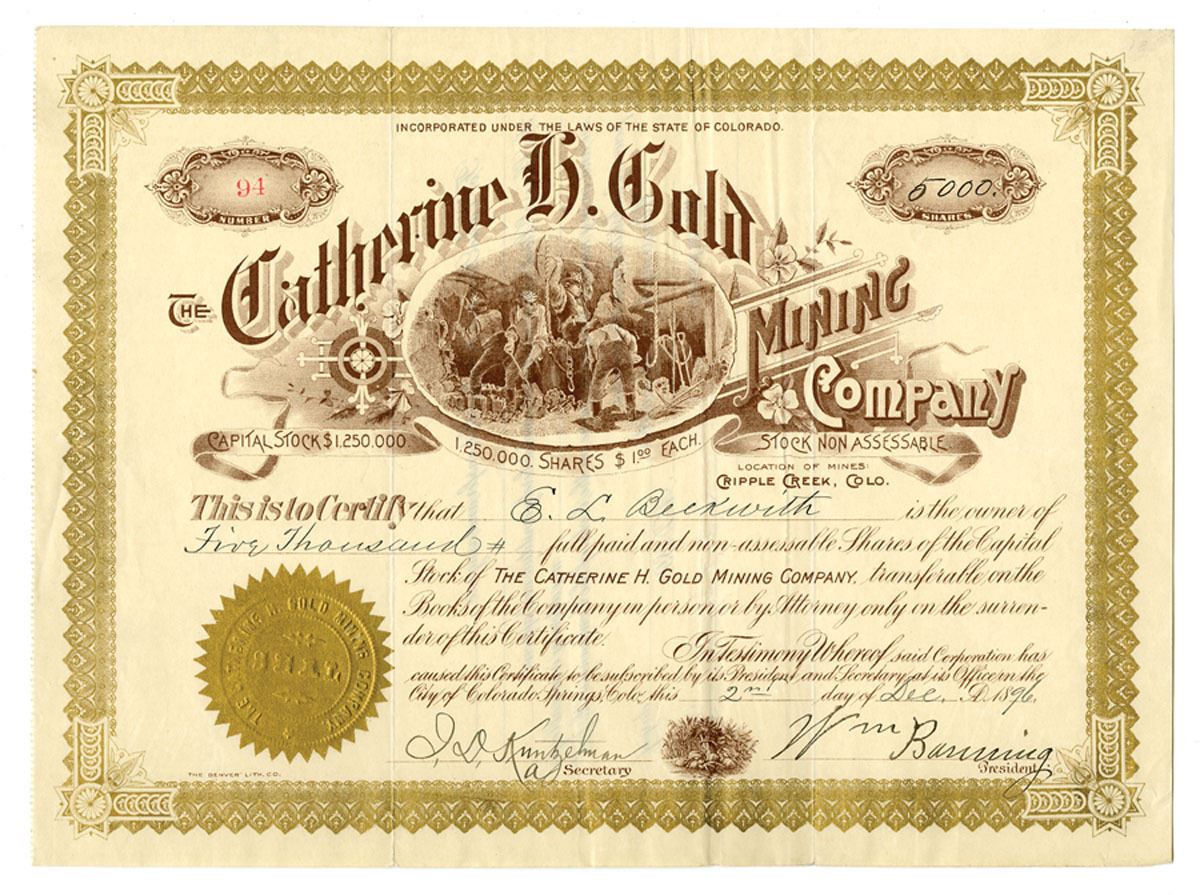 INCORPORATED UNDER THE LAWS OF THE STATE OF COLORADO.
94
NUMBER
5000.
SHARES
THE Catherine H. Gold
MINING
COMPANY
CAPITAL STOCK $1.250.000
1.250.000. SHARES $1.00 EACH.
STOCK NON ASSESSABLE
LOCATION OF MINES:
CRIPPLE CREEK, COLO.
This is to Certify that E. L. Beckwith is the owner of
Five Thousand # full paid and non-assessable Shares of the Capital
Stock of THE CATHERINE H. GOLD MINING COMPANY, transferable on the
Books of the Company in person or by Attorney only on the surren-
der of this Certificate.
In Testimony Whereof said Corporation has
caused this Certificate to be subscribed by its President and Secretary at its Office in the
City of Colorado Springs, Colo, this 2nd day of Dec. A.D. 1896.
THE CATHERINE H. GOLD MINING COMPANY
SEAL
J. D. Kuntzelman
Secretary
Wm Banning
President
THE DENVER LITH. CO.